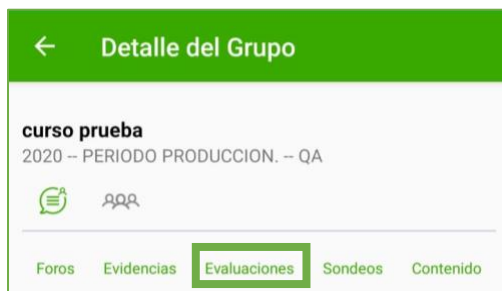 Detalle del Grupo
curso prueba
2020 -- PERIODO PRODUCCION. -- QA
Foros Evidencias Evaluaciones Sondeos Contenido